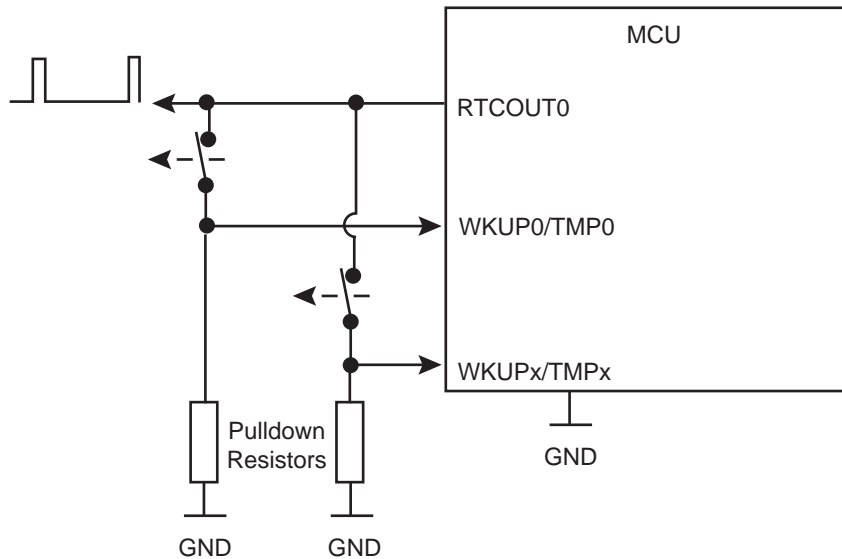 MCU
RTCOUT0
WKUP0/TMP0
WKUPx/TMPx
Pulldown
Resistors
GND
GND
GND